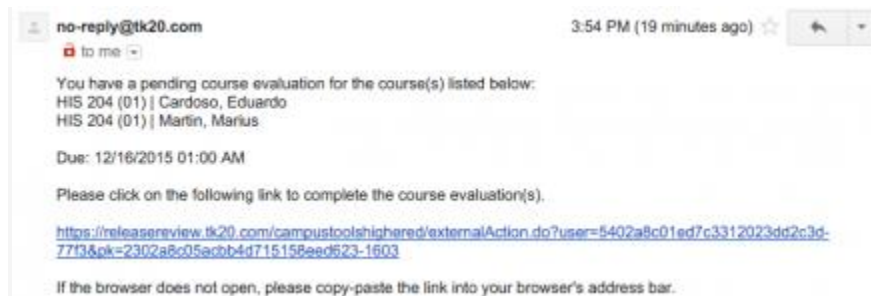 no-reply@tk20.com 3:54 PM (19 minutes ago)
to me
You have a pending course evaluation for the course(s) listed below:
HIS 204 (01) | Cardoso, Eduardo
HIS 204 (01) | Martin, Marius
Due: 12/16/2015 01:00 AM
Please click on the following link to complete the course evaluation(s).
https://releasereview.tk20.com/campustoolshighered/externalAction.do?user=5402a8c01ed7c3312023dd2c3d-
77f3&pk=2302a8c05acbb4d715158eed623-1603
If the browser does not open, please copy-paste the link into your browser's address bar.